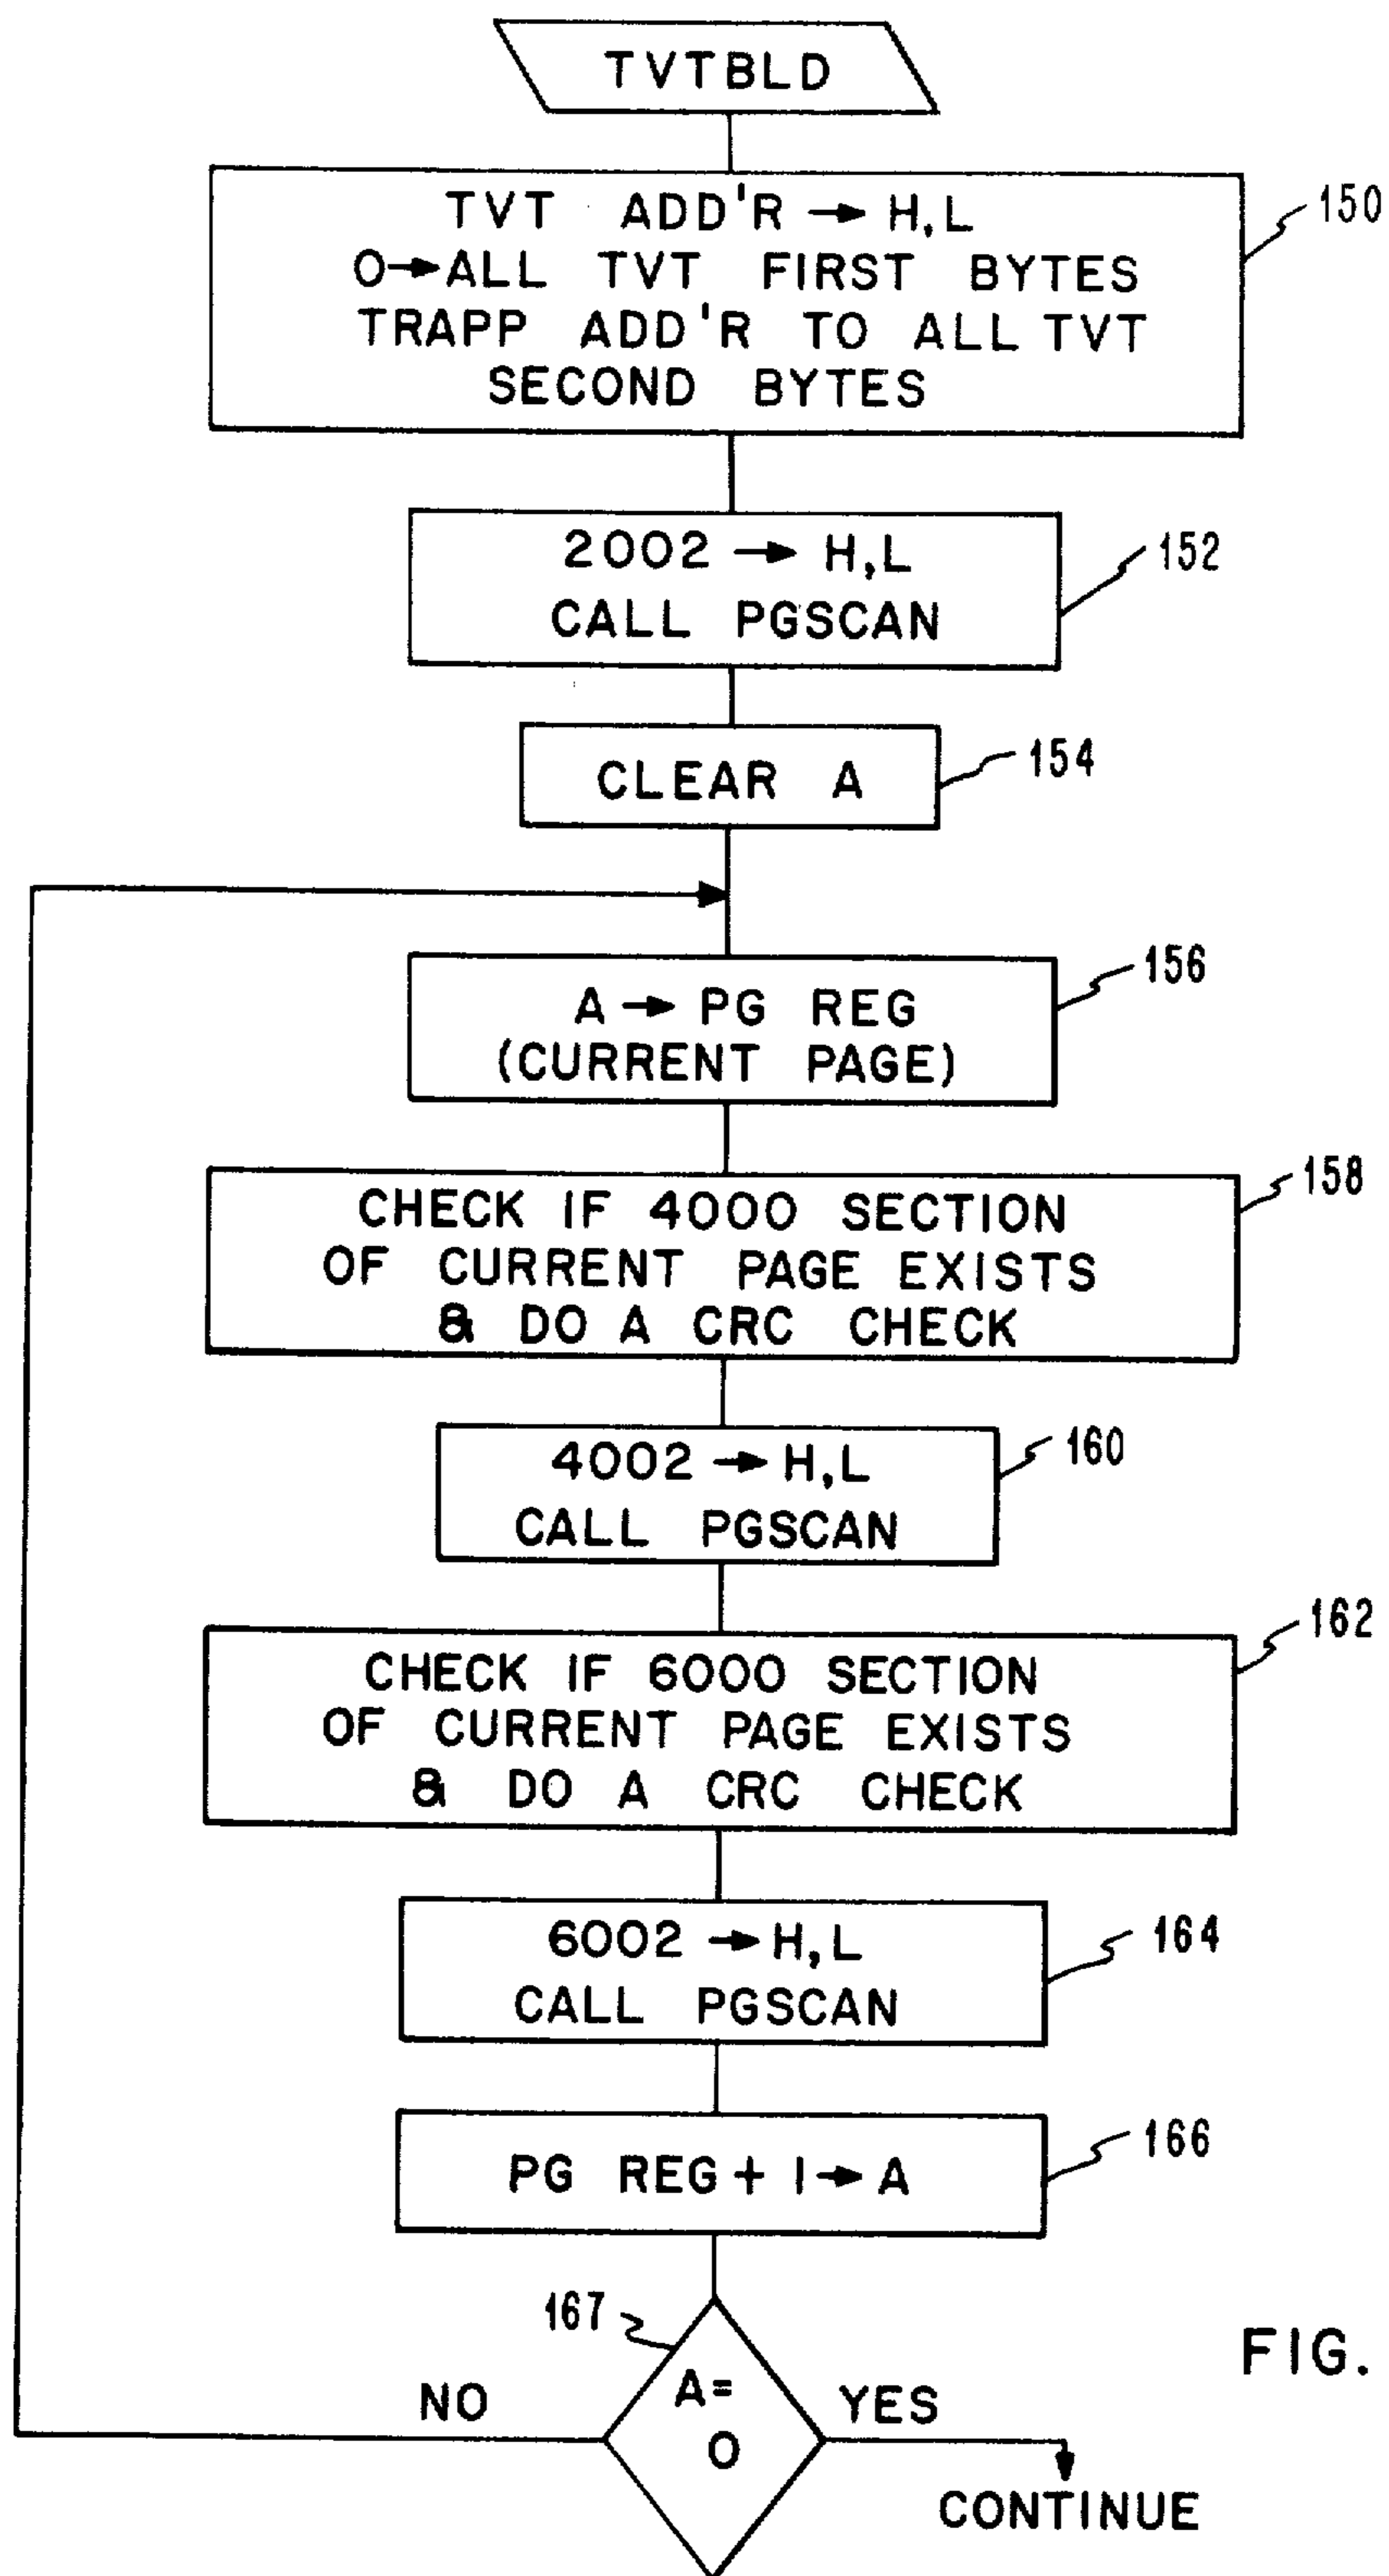 TVTBLD
TVT ADD'R → H,L
0→ALL TVT FIRST BYTES
TRAPP ADD'R TO ALL TVT
SECOND BYTES
150
2002 → H,L
CALL PGSCAN
152
CLEAR A
154
A → PG REG
(CURRENT PAGE)
156
CHECK IF 4000 SECTION
OF CURRENT PAGE EXISTS
& DO A CRC CHECK
158
4002 → H,L
CALL PGSCAN
160
CHECK IF 6000 SECTION
OF CURRENT PAGE EXISTS
& DO A CRC CHECK
162
6002 → H,L
CALL PGSCAN
164
PG REG + 1 → A
166
167
A=
0
NO
YES
CONTINUE
FIG.